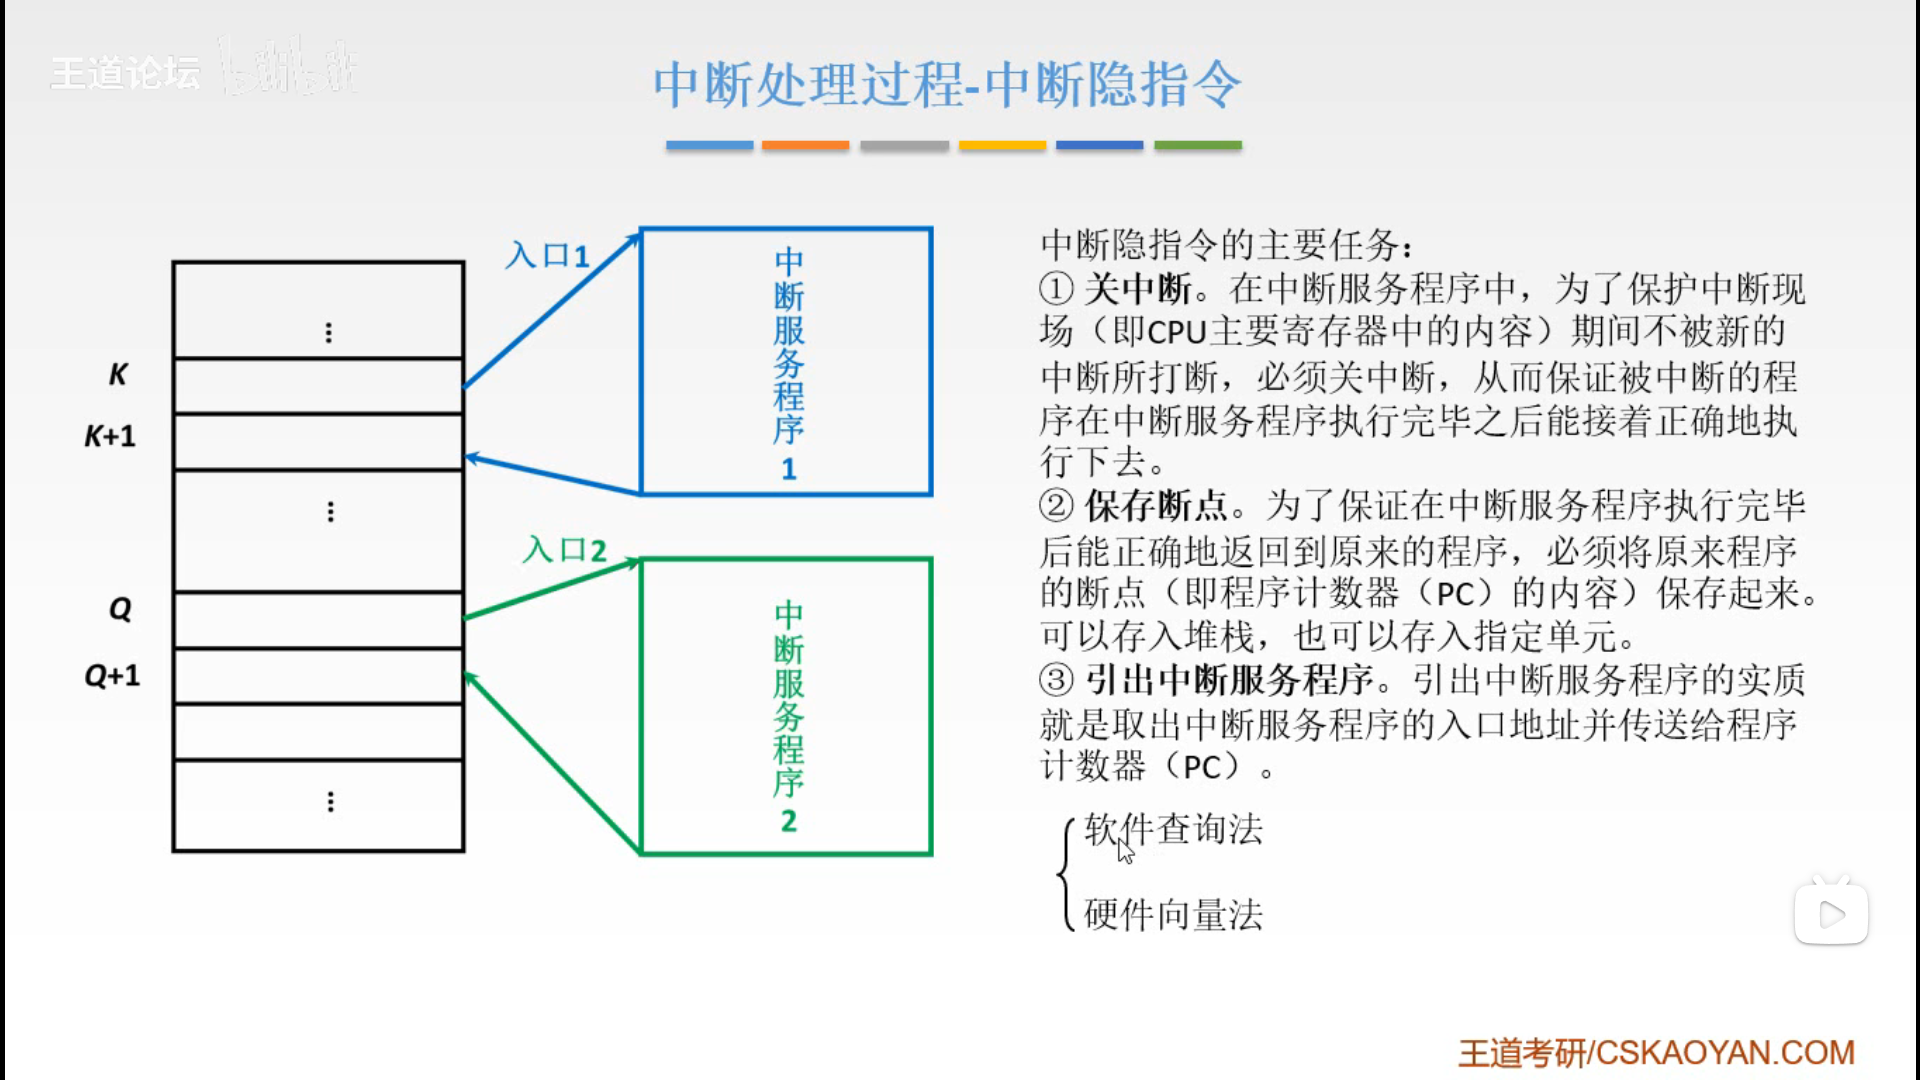 王道论坛 bilibili
中断处理过程-中断隐指令
入口1
中断服务程序1
K
K+1
入口2
中断服务程序2
Q
Q+1
中断隐指令的主要任务：
① 关中断。在中断服务程序中，为了保护中断现
场（即CPU主要寄存器中的内容）期间不被新的
中断所打断，必须关中断，从而保证被中断的程
序在中断服务程序执行完毕之后能接着正确地执
行下去。
② 保存断点。为了保证在中断服务程序执行完毕
后能正确地返回到原来的程序，必须将原来程序
的断点（即程序计数器（PC）的内容）保存起来。
可以存入堆栈，也可以存入指定单元。
③ 引出中断服务程序。引出中断服务程序的实质
就是取出中断服务程序的入口地址并传送给程序
计数器（PC）。
软件查询法
硬件向量法
王道考研/CSKAOYAN.COM